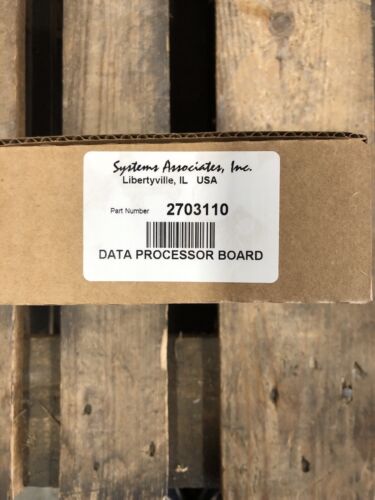 Systems Associates, Inc.
Libertyville, IL USA
Part Number 2703110
DATA PROCESSOR BOARD